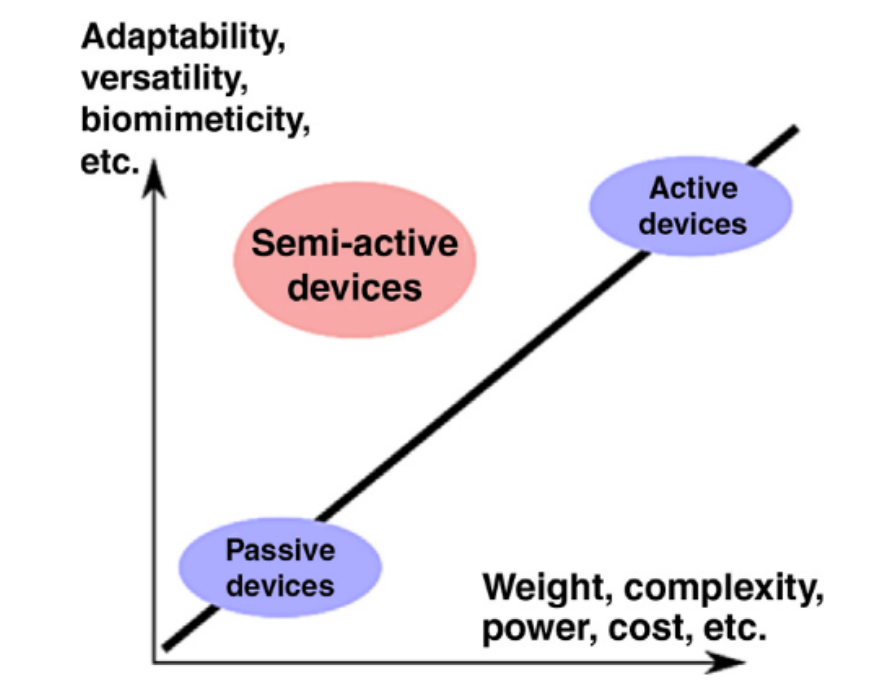 Adaptability,
versatility,
biomimeticity,
etc.
Active
devices
Semi-active
devices
Passive
devices
Weight, complexity,
power, cost, etc.